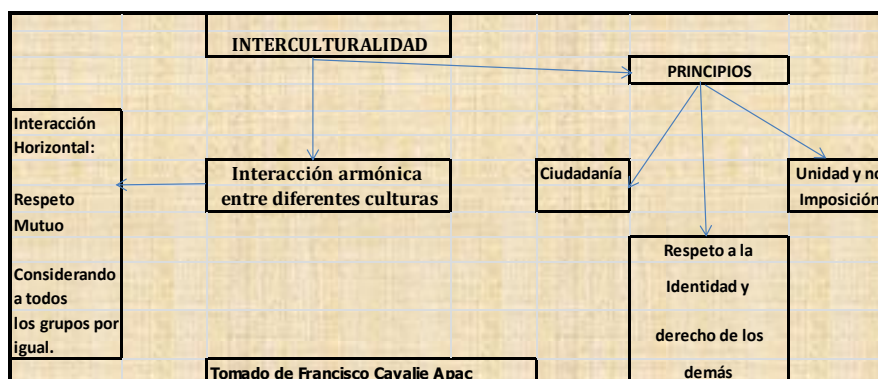 INTERCULTURALIDAD
PRINCIPIOS
Interacción
Horizontal:
Respeto
Mutuo
Considerando
a todos
los grupos por
igual.
Interacción armónica
entre diferentes culturas
Ciudadanía
Unidad y no
Imposición
Respeto a la
Identidad y
derecho de los
demás
Tomado de Francisco Cavalie Apac